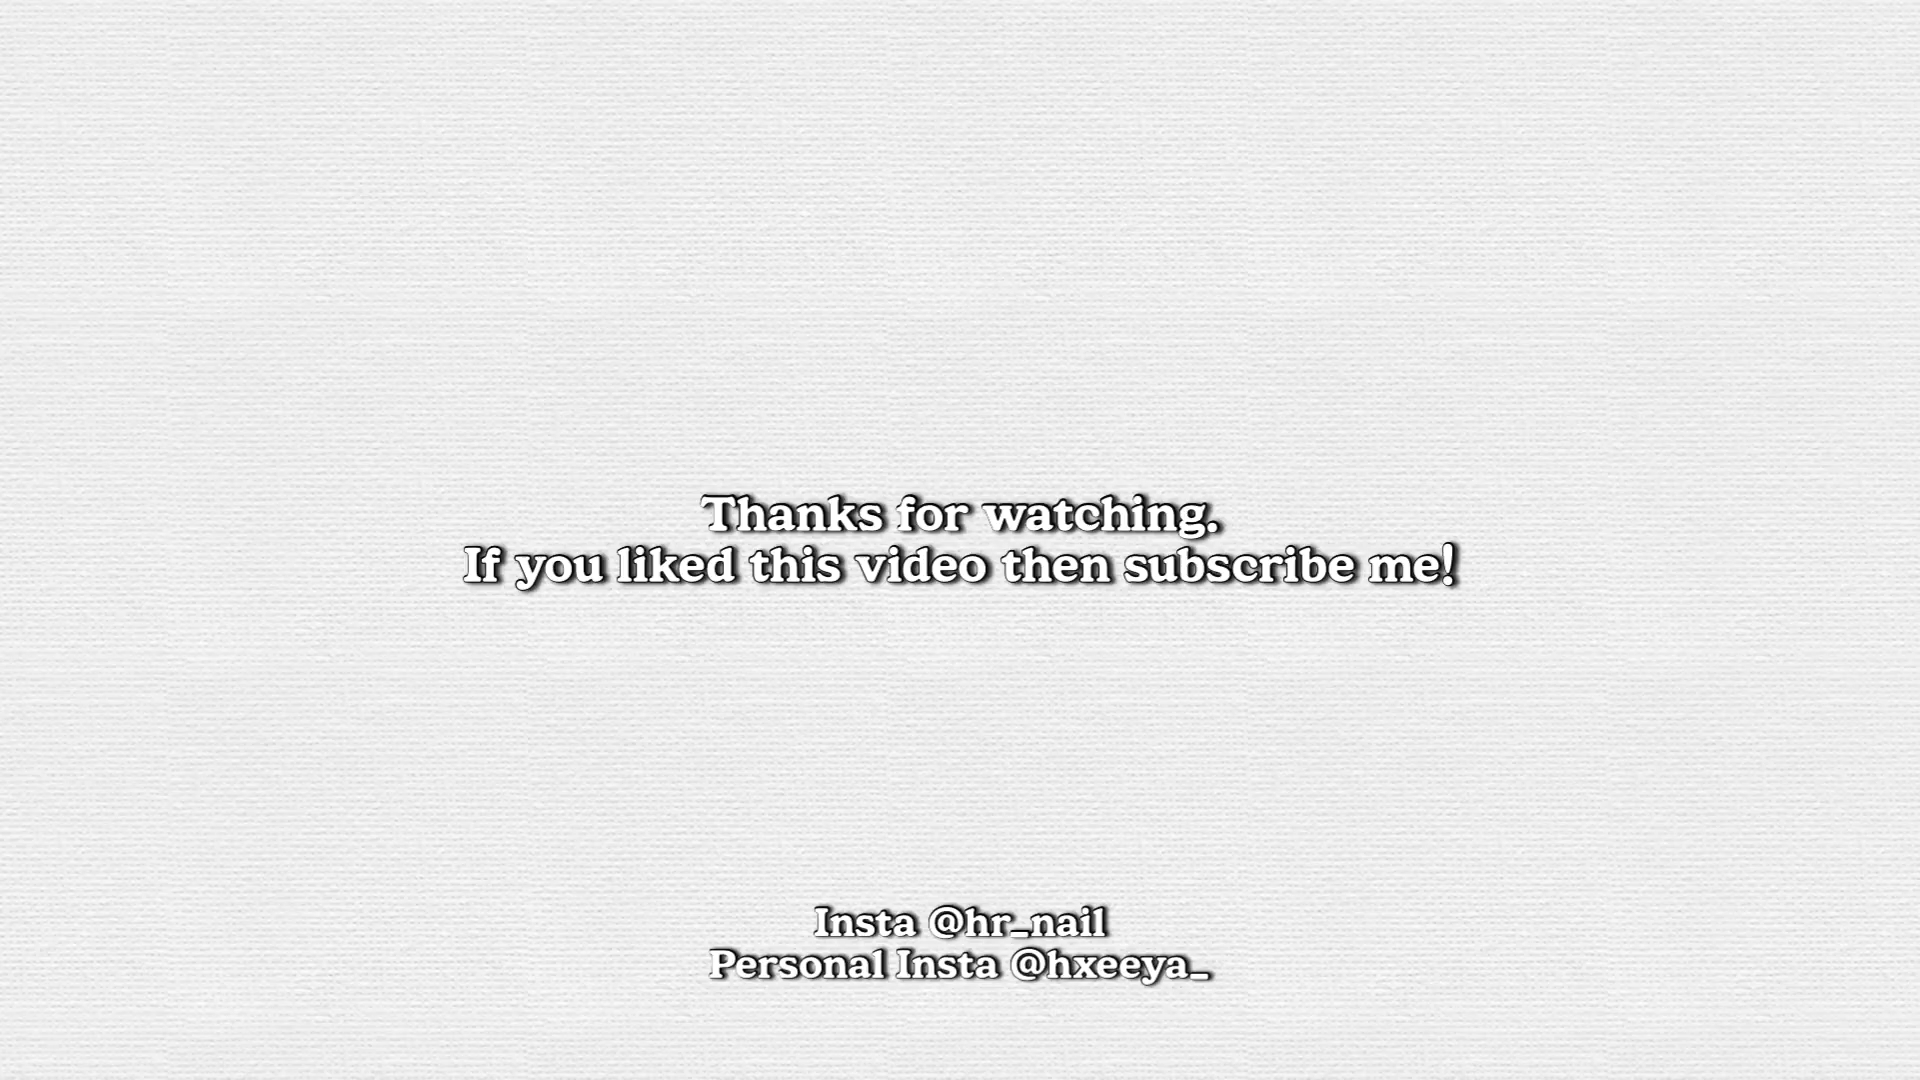 Thanks for watching.
If you liked this video then subscribe me!
Insta @hr_nail
Personal Insta @hxeeya_